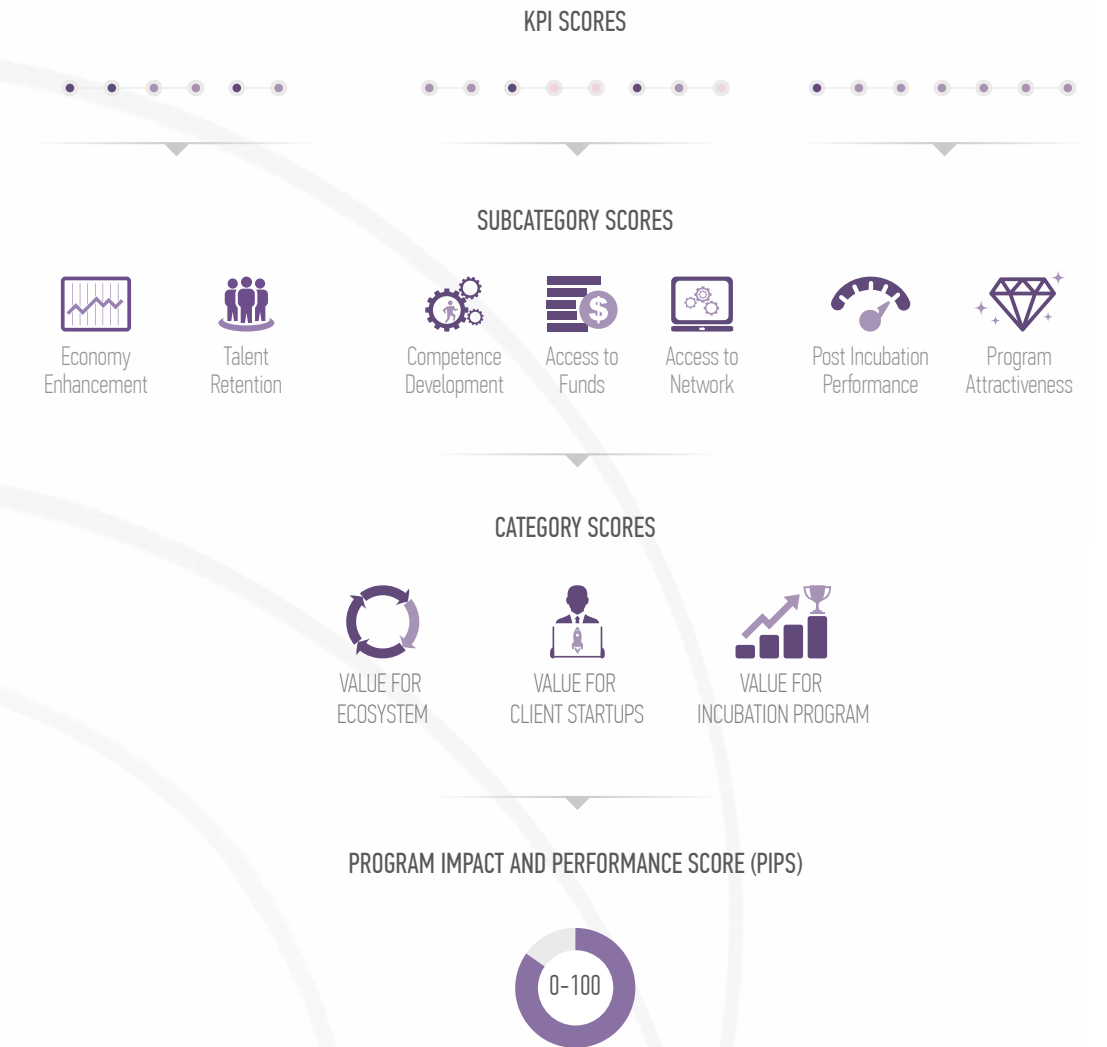 KPI SCORES
SUBCATEGORY SCORES
Economy
Enhancement
Talent
Retention
Competence
Development
$
Access to
Funds
Access to
Network
Post Incubation
Performance
Program
Attractiveness
CATEGORY SCORES
VALUE FOR
ECOSYSTEM
VALUE FOR
CLIENT STARTUPS
VALUE FOR
INCUBATION PROGRAM
PROGRAM IMPACT AND PERFORMANCE SCORE (PIPS)
0-100